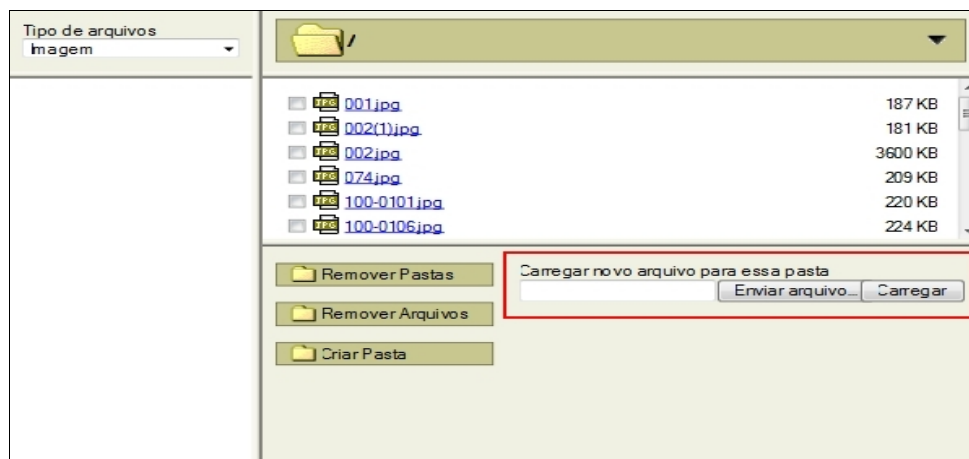 Tipo de arquivos
Imagem
/
001.jpg 187 KB
002(1).jpg 181 KB
002.jpg 3600 KB
074.jpg 209 KB
100-0101.jpg 220 KB
100-0106.jpg 224 KB
Remover Pastas
Carregar novo arquivo para essa pasta
Enviar arquivo... Carregar
Remover Arquivos
Criar Pasta